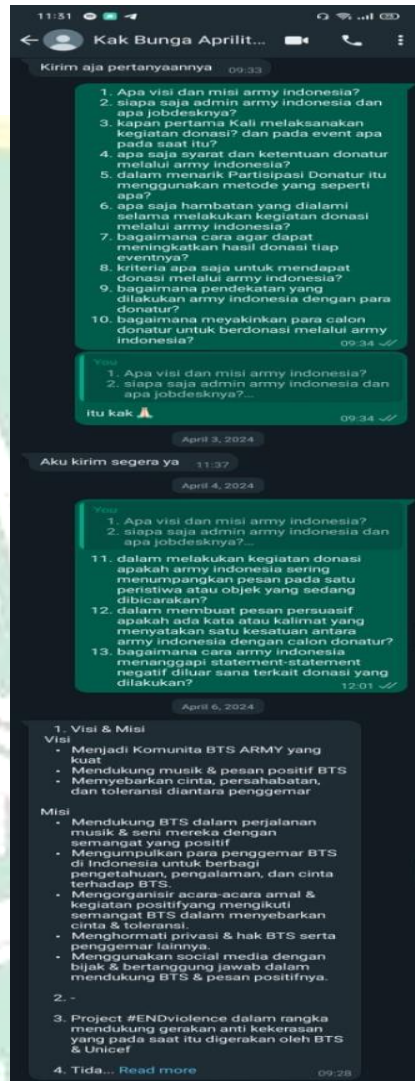 11:31
Kak Bunga Aprilit...
Kirim aja pertanyaannya 09:33
1. Apa visi dan misi army indonesia?
2. siapa saja admin army indonesia dan
apa jobdesknya?
3. kapan pertama Kali melaksanakan
kegiatan donasi? dan pada event apa
pada saat itu?
4. apa saja syarat dan ketentuan donatur
melalui army indonesia?
5. dalam menarik Partisipasi Donatur itu
menggunakan metode yang seperti
apa?
6. apa saja hambatan yang dialami
selama melakukan kegiatan donasi
melalui army indonesia?
7. bagaimana cara agar dapat
meningkatkan hasil donasi tiap
eventnya?
8. kriteria apa saja untuk mendapat
donasi melalui army indonesia?
9. bagaimana pendekatan yang
dilakukan army indonesia dengan para
donatur?
10. bagaimana meyakinkan para calon
donatur untuk berdonasi melalui army
indonesia?
09:34
You
1. Apa visi dan misi army indonesia?
2. siapa saja admin army indonesia dan
apa jobdesknya?...
itu kak 🙏🏻
09:34
April 3, 2024
Aku kirim segera ya 11:37
April 4, 2024
You
1. Apa visi dan misi army indonesia?
2. siapa saja admin army indonesia dan
apa jobdesknya?...
11. dalam melakukan kegiatan donasi
apakah army indonesia sering
menumpangkan pesan pada satu
peristiwa atau objek yang sedang
dibicarakan?
12. dalam membuat pesan persuasif
apakah ada kata atau kalimat yang
menyatakan satu kesatuan antara
army indonesia dengan calon donatur?
13. bagaimana cara army indonesia
menanggapi statement-statement
negatif diluar sana terkait donasi yang
dilakukan?
12:01
April 6, 2024
1. Visi & Misi
Visi
• Menjadi Komunita BTS ARMY yang
kuat
• Mendukung musik & pesan positif BTS
• Memyebarkan cinta, persahabatan,
dan toleransi diantara penggemar
Misi
• Mendukung BTS dalam perjalanan
musik & seni mereka dengan
semangat yang positif
• Mengumpulkan para penggemar BTS
di Indonesia untuk berbagi
pengetahuan, pengalaman, dan cinta
terhadap BTS.
• Mengorganisir acara-acara amal &
kegiatan positifyang mengikuti
semangat BTS dalam menyebarkan
cinta & toleransi.
• Menghormati privasi & hak BTS serta
penggemar lainnya.
• Menggunakan social media dengan
bijak & bertanggung jawab dalam
mendukung BTS & pesan positifnya.
2. -
3. Project #ENDviolence dalam rangka
mendukung gerakan anti kekerasan
yang pada saat itu digerakan oleh BTS
& Unicef
4. Tida... Read more
09:28